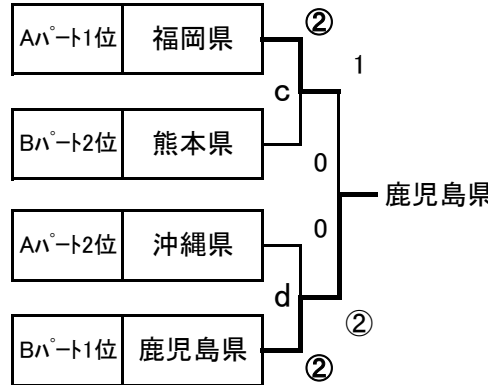 Aパート1位 福岡県 ②
1
c
Bパート2位 熊本県
0
鹿児島県
Aパート2位 沖縄県 0
d
②
Bパート1位 鹿児島県 ②